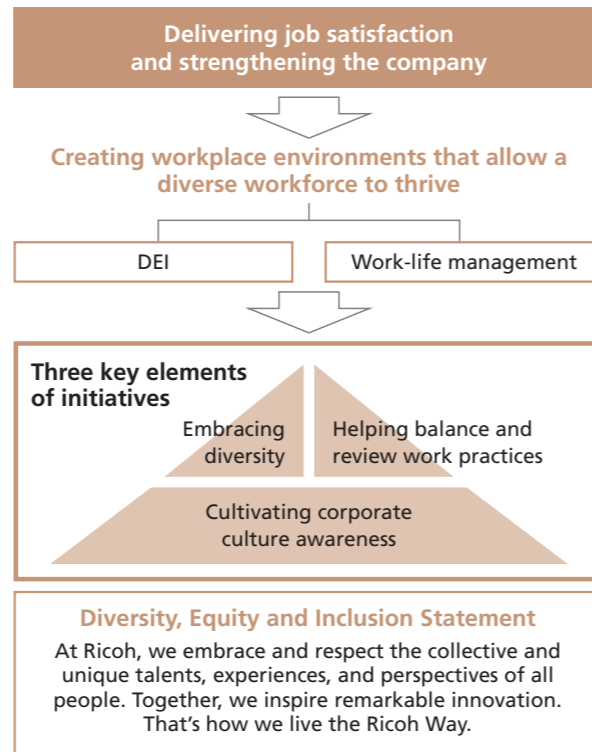 Delivering job satisfaction
and strengthening the company
Creating workplace environments that allow a
diverse workforce to thrive
DEI
Work-life management
Three key elements
of initiatives
Embracing
diversity
Helping balance and
review work practices
Cultivating corporate
culture awareness
Diversity, Equity and Inclusion Statement
At Ricoh, we embrace and respect the collective and
unique talents, experiences, and perspectives of all
people. Together, we inspire remarkable innovation.
That’s how we live the Ricoh Way.